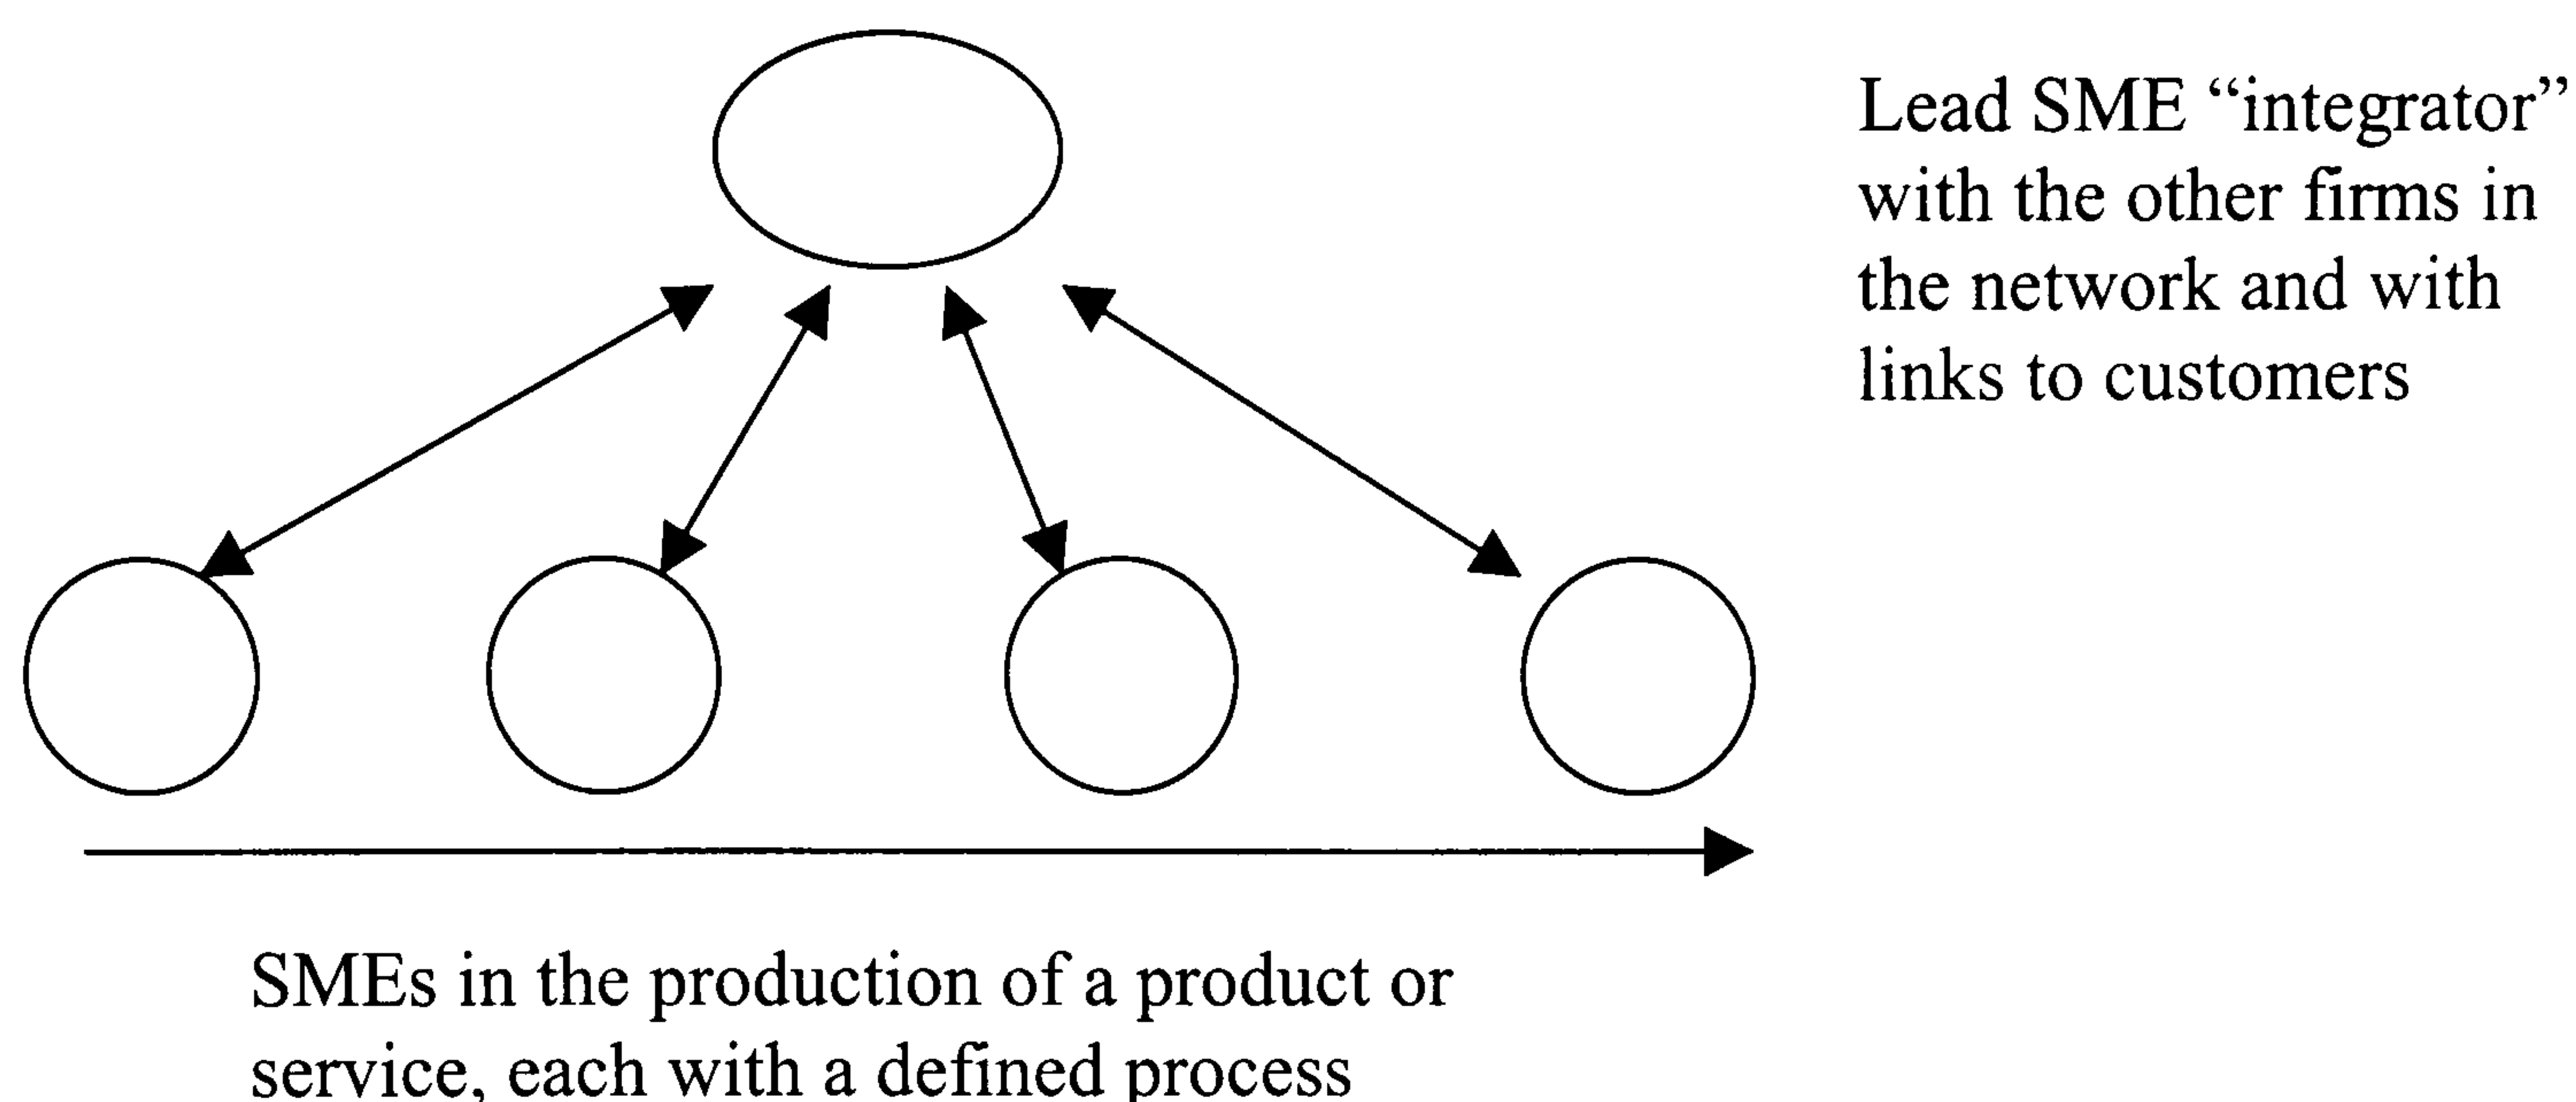 Lead SME “integrator”
with the other firms in
the network and with
links to customers
SMEs in the production of a product or
service, each with a defined process